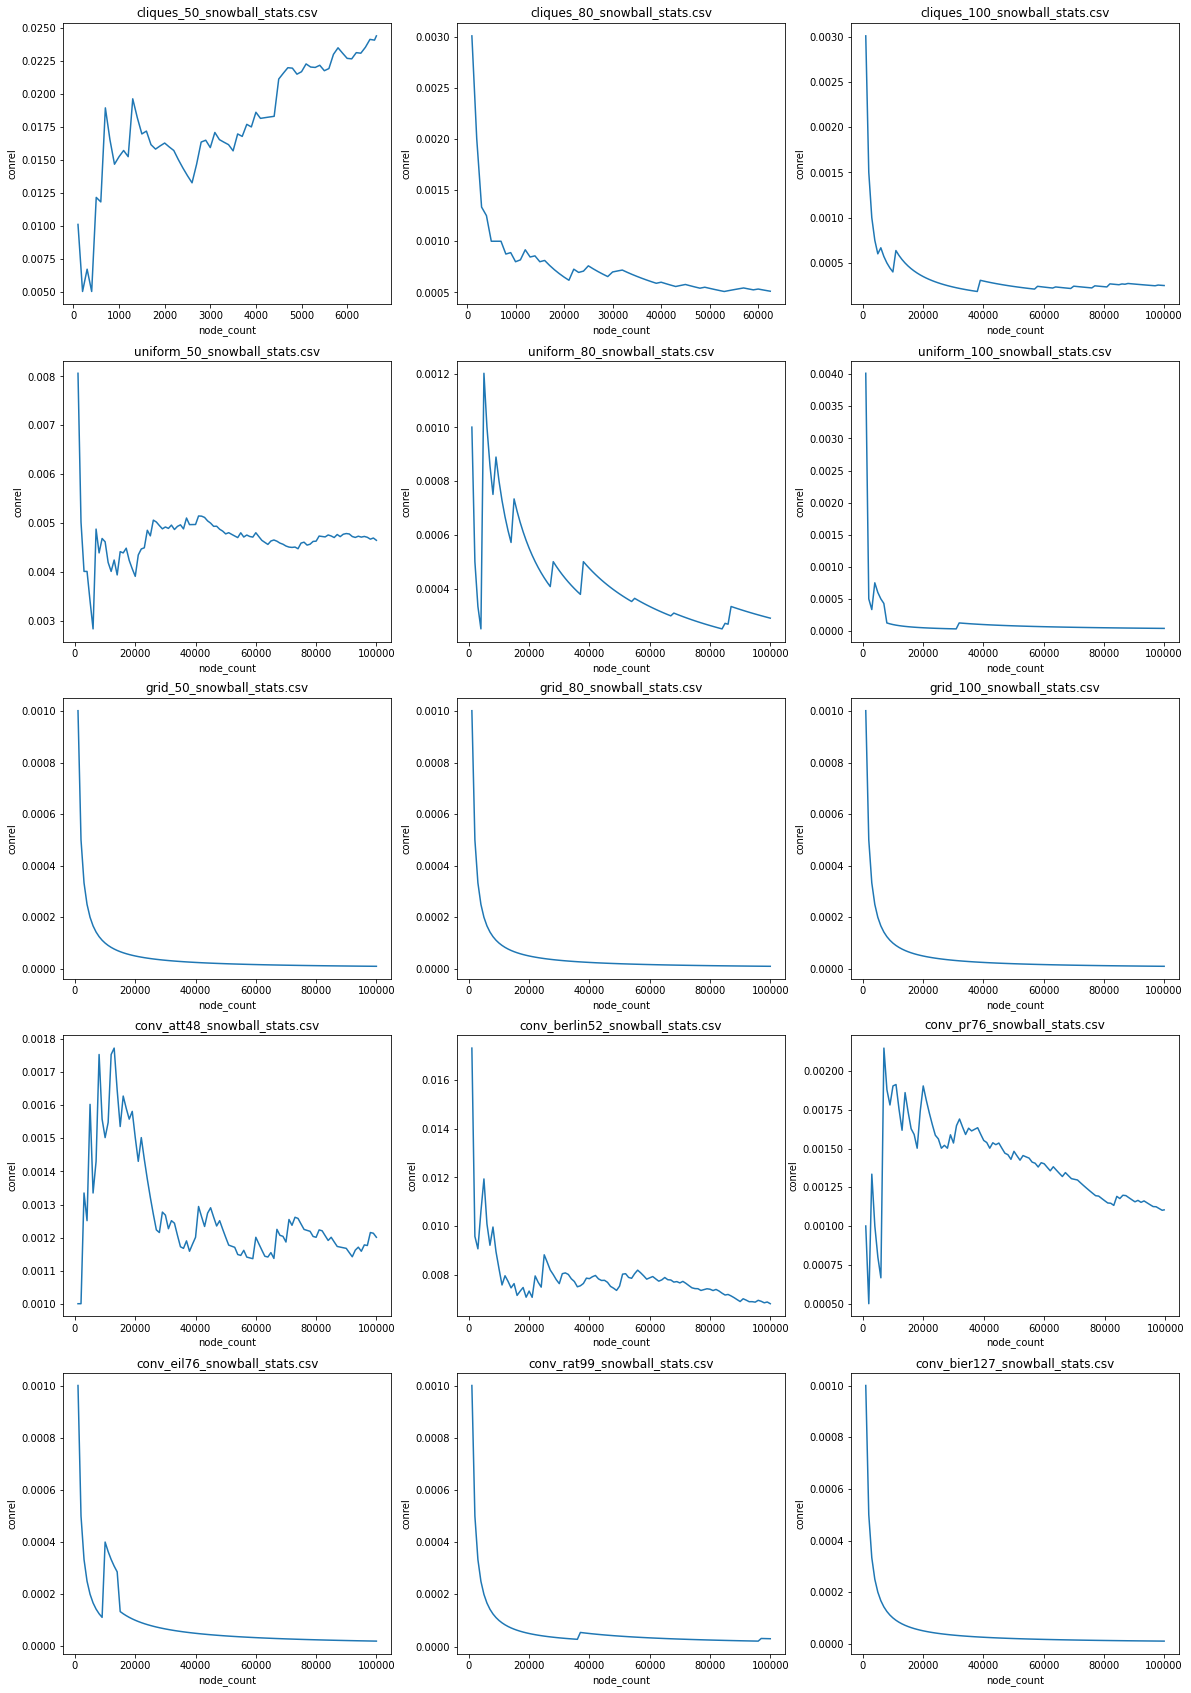 cliques_50_snowball_stats.csv
0.0250
0.0225
0.0200
0.0175
0.0150
0.0125
0.0100
0.0075
0.0050
conrel
0 1000 2000 3000 4000 5000 6000
node_count
cliques_80_snowball_stats.csv
0.0030
0.0025
0.0020
0.0015
0.0010
0.0005
conrel
0 10000 20000 30000 40000 50000 60000
node_count
cliques_100_snowball_stats.csv
0.0030
0.0025
0.0020
0.0015
0.0010
0.0005
conrel
0 20000 40000 60000 80000 100000
node_count
uniform_50_snowball_stats.csv
0.008
0.007
0.006
0.005
0.004
0.003
conrel
0 20000 40000 60000 80000 100000
node_count
uniform_80_snowball_stats.csv
0.0012
0.0010
0.0008
0.0006
0.0004
conrel
0 20000 40000 60000 80000 100000
node_count
uniform_100_snowball_stats.csv
0.0040
0.0035
0.0030
0.0025
0.0020
0.0015
0.0010
0.0005
0.0000
conrel
0 20000 40000 60000 80000 100000
node_count
grid_50_snowball_stats.csv
0.0010
0.0008
0.0006
0.0004
0.0002
0.0000
conrel
0 20000 40000 60000 80000 100000
node_count
grid_80_snowball_stats.csv
0.0010
0.0008
0.0006
0.0004
0.0002
0.0000
conrel
0 20000 40000 60000 80000 100000
node_count
grid_100_snowball_stats.csv
0.0010
0.0008
0.0006
0.0004
0.0002
0.0000
conrel
0 20000 40000 60000 80000 100000
node_count
conv_att48_snowball_stats.csv
0.0018
0.0017
0.0016
0.0015
0.0014
0.0013
0.0012
0.0011
0.0010
conrel
0 20000 40000 60000 80000 100000
node_count
conv_berlin52_snowball_stats.csv
0.016
0.014
0.012
0.010
0.008
conrel
0 20000 40000 60000 80000 100000
node_count
conv_pr76_snowball_stats.csv
0.00200
0.00175
0.00150
0.00125
0.00100
0.00075
0.00050
conrel
0 20000 40000 60000 80000 100000
node_count
conv_eil76_snowball_stats.csv
0.0010
0.0008
0.0006
0.0004
0.0002
0.0000
conrel
0 20000 40000 60000 80000 100000
node_count
conv_rat99_snowball_stats.csv
0.0010
0.0008
0.0006
0.0004
0.0002
0.0000
conrel
0 20000 40000 60000 80000 100000
node_count
conv_bier127_snowball_stats.csv
0.0010
0.0008
0.0006
0.0004
0.0002
0.0000
conrel
0 20000 40000 60000 80000 100000
node_count